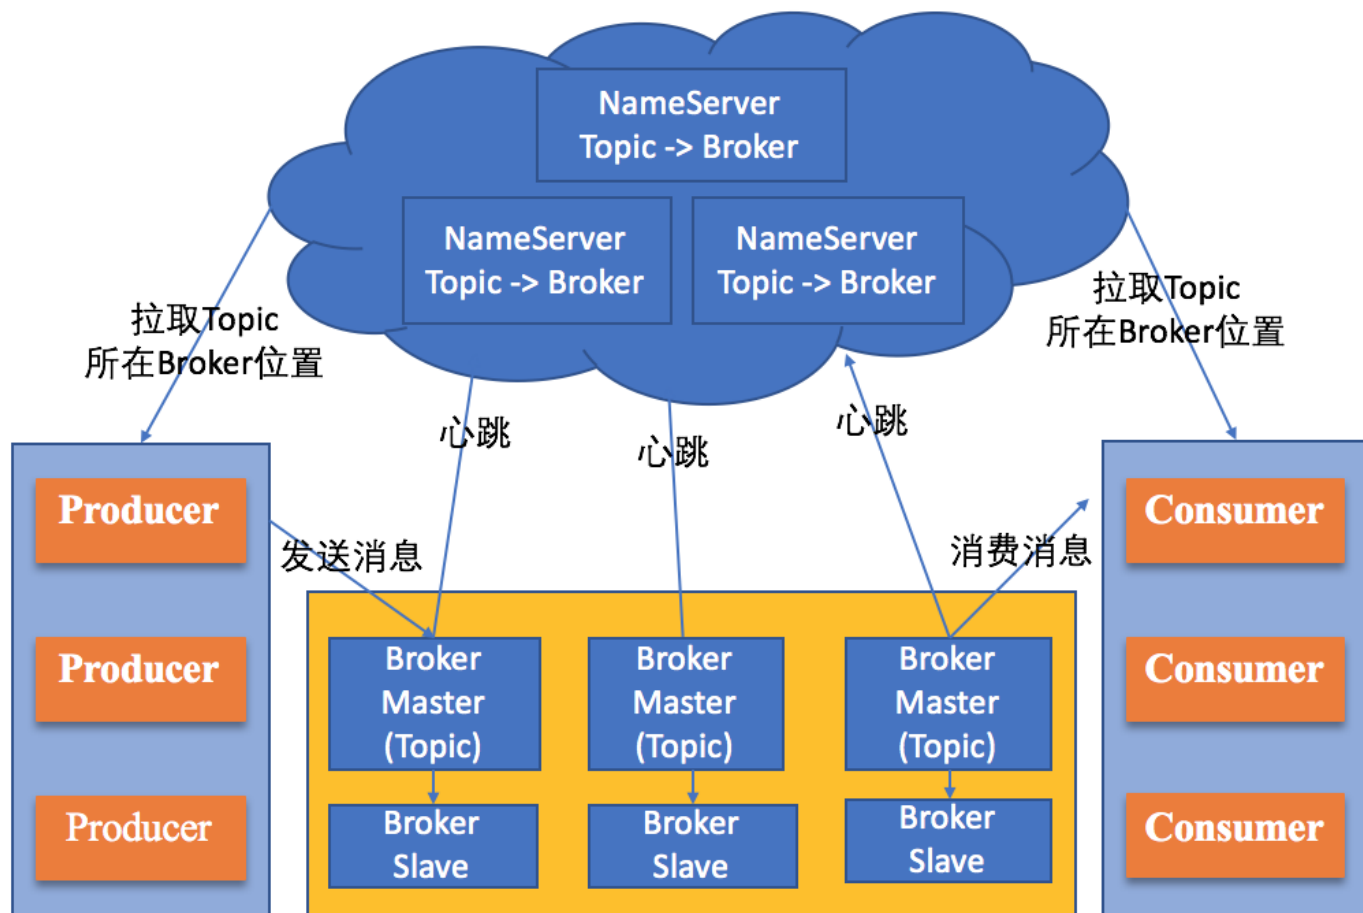 NameServer
Topic -> Broker
NameServer
Topic -> Broker
NameServer
Topic -> Broker
拉取Topic
所在Broker位置
拉取Topic
所在Broker位置
心跳
心跳
心跳
Producer
Producer
Producer
发送消息
消费消息
Consumer
Consumer
Consumer
Broker
Master
(Topic)
Broker
Master
(Topic)
Broker
Master
(Topic)
Broker
Slave
Broker
Slave
Broker
Slave